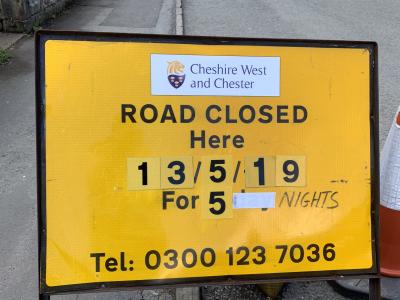 Cheshire West
and Chester
ROAD CLOSED
Here
13/5/19
For 5 NIGHTS
Tel: 0300 123 7036